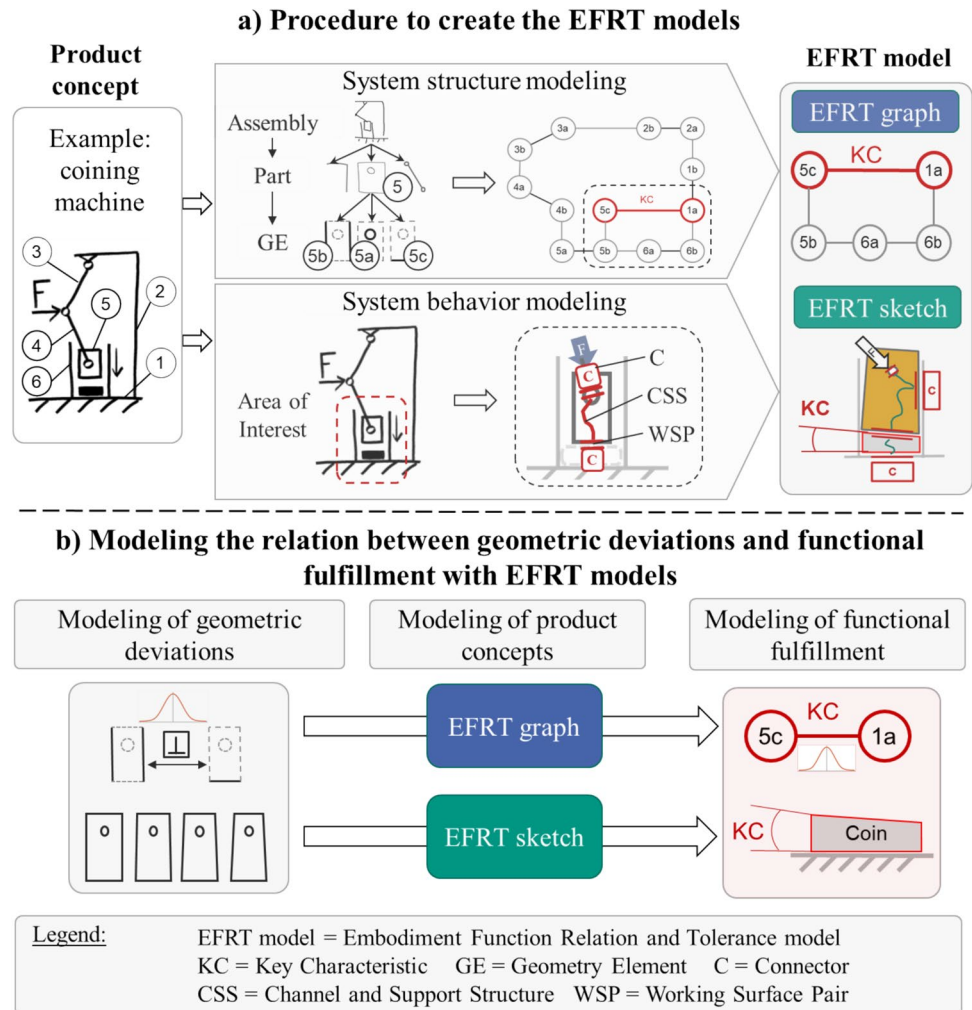 a) Procedure to create the EFRT models
Product
concept
Example:
coining
machine
3
5
2
F
4
6
1
System structure modeling
Assembly
Part
GE
5
5b
5a
5c
3a
2b
2a
3b
1b
4a
4b
KC
5c
1a
5a
5b
6a
6b
System behavior modeling
F
Area of
Interest
F
C
C
CSS
WSP
C
EFRT model
EFRT graph
KC
5c
1a
5b
6a
6b
EFRT sketch
F
C
KC
C
b) Modeling the relation between geometric deviations and functional
fulfillment with EFRT models
Modeling of geometric
deviations
Modeling of product
concepts
Modeling of functional
fulfillment
EFRT graph
KC
5c
1a
EFRT sketch
KC
Coin
Legend:
EFRT model = Embodiment Function Relation and Tolerance model
KC = Key Characteristic GE = Geometry Element C = Connector
CSS = Channel and Support Structure WSP = Working Surface Pair